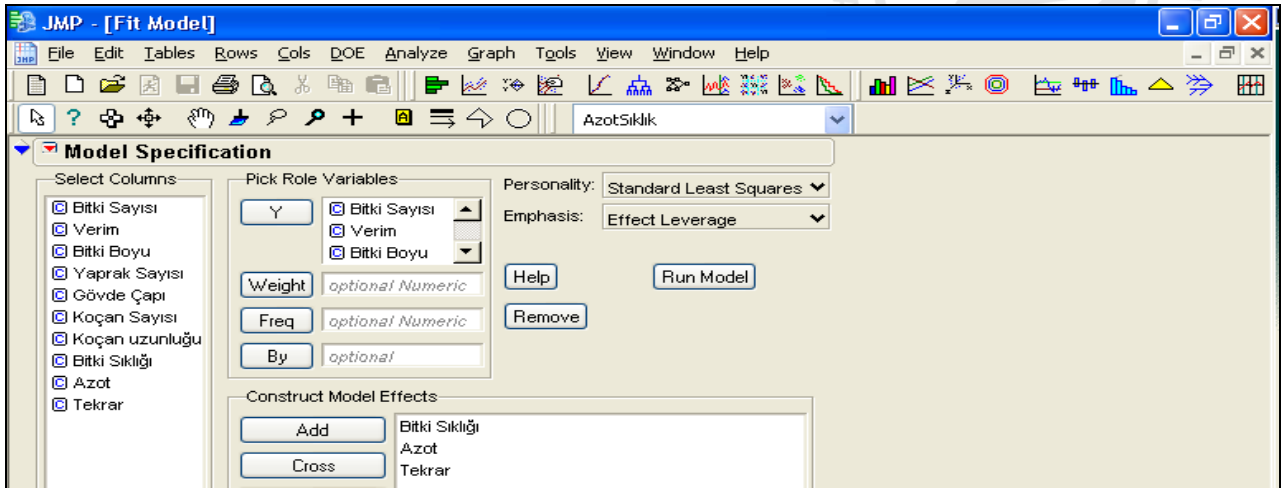 JMP - [Fit Model]
File Edit Tables Rows Cols DOE Analyze Graph Tools View Window Help
AzotSıklık
Model Specification
Select Columns
Bitki Sayısı
Verim
Bitki Boyu
Yaprak Sayısı
Gövde Çapı
Koçan Sayısı
Koçan uzunluğu
Bitki Sıklığı
Azot
Tekrar
Pick Role Variables
Y
Bitki Sayısı
Verim
Bitki Boyu
Weight optional Numeric
Freq optional Numeric
By optional
Personality: Standard Least Squares
Emphasis: Effect Leverage
Help Run Model
Remove
Construct Model Effects
Add
Cross
Bitki Sıklığı
Azot
Tekrar